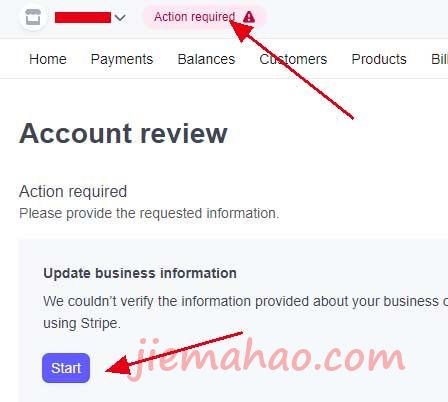 Action required
Home Payments Balances Customers Products Bil
Account review
Action required
Please provide the requested information.
Update business information
We couldn’t verify the information provided about your business
using Stripe.
Start
jiemahao.com